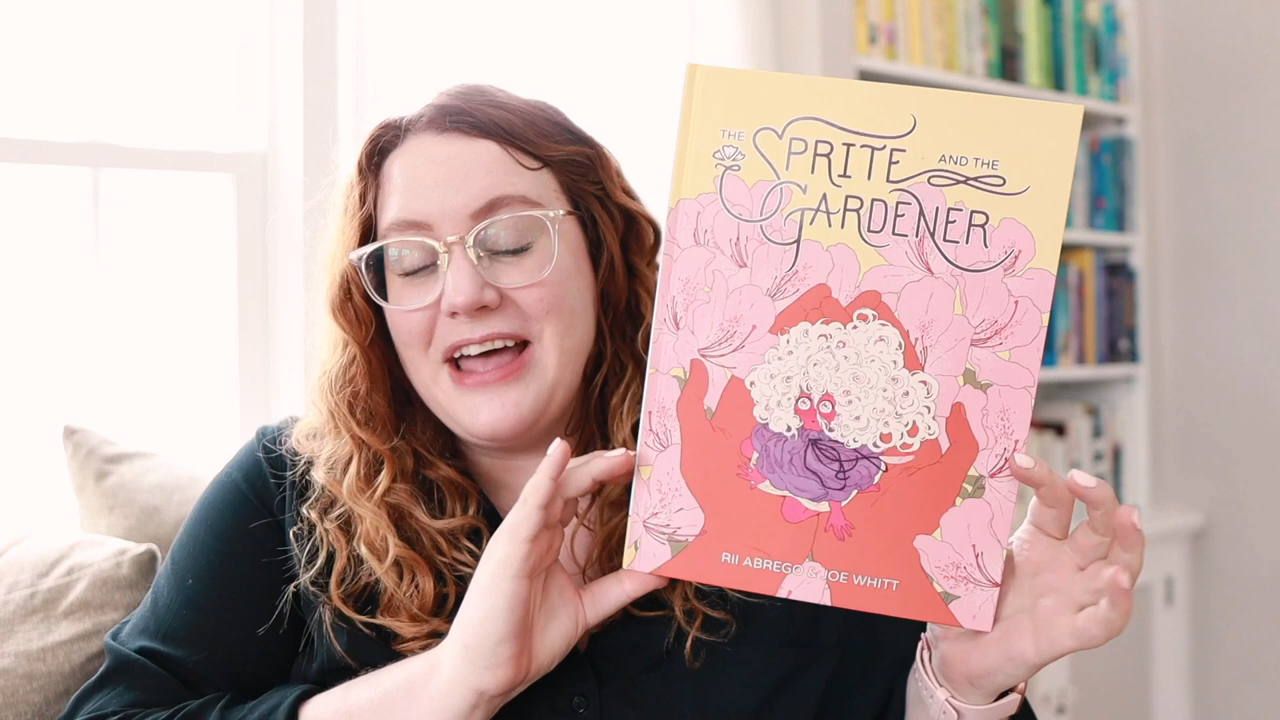 THE
SPRITE
AND THE
GARDENER
RII ABREGO & JOE WHITT